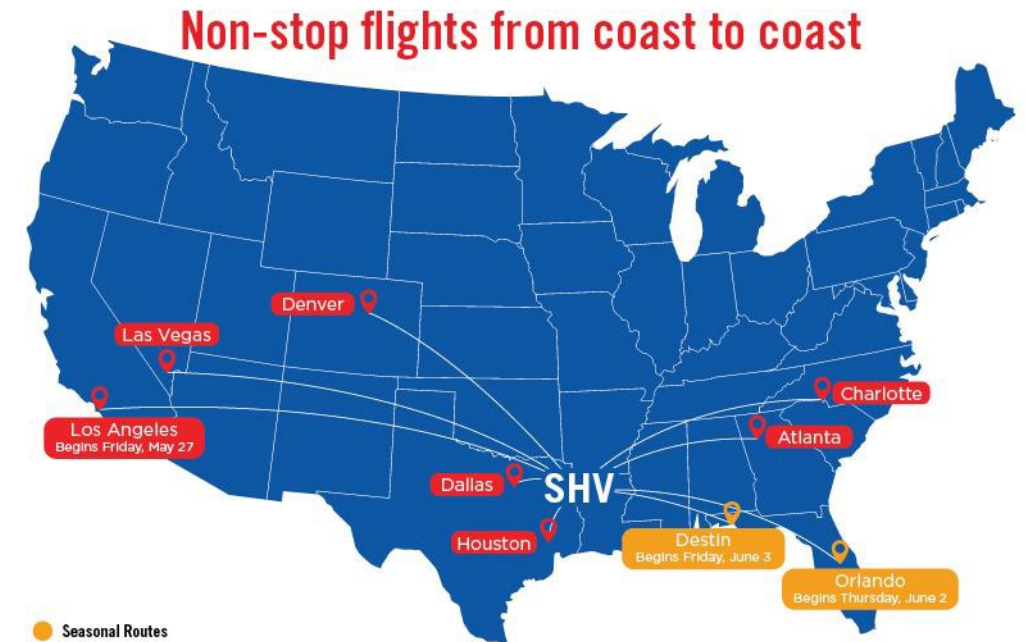 Non-stop flights from coast to coast
Denver
Las Vegas
Los Angeles
Begins Friday, May 27
Charlotte
Atlanta
Dallas
SHV
Houston
Destin
Begins Friday, June 3
Orlando
Begins Thursday, June 2
Seasonal Routes